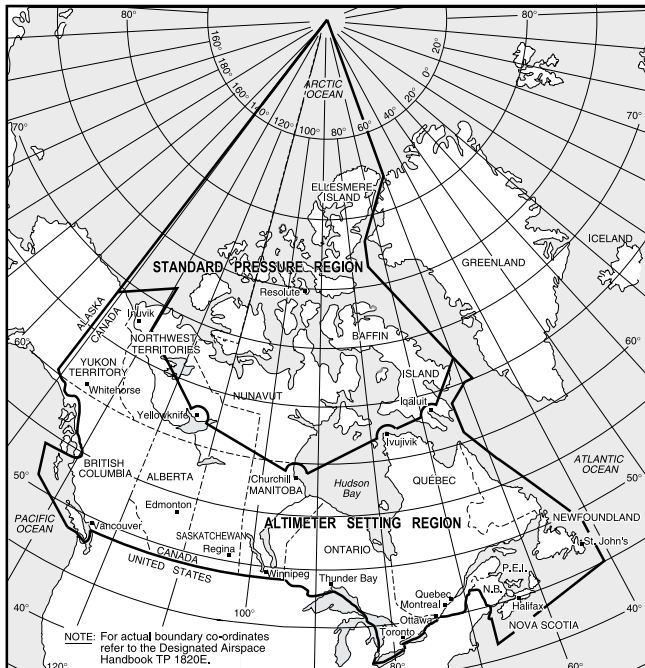 80°
80°
160°
20°
160°
0°
140°
ARCTIC
OCEAN
20°
70°
140°
0°
120°
40°
120°
60°
100°
80°
70°
ELLESMERE
ISLAND
ICELAND
GREENLAND
STANDARD PRESSURE REGION
Resolute
ALASKA
CANADA
Inuvik
BAFFIN
NORTHWEST
TERRITORIES
60°
60°
YUKON
TERRITORY
ISLAND
Whitehorse
NUNAVUT
Iqaluit
Yellowknife
Ivujivik
ATLANTIC
OCEAN
50°
BRITISH
COLUMBIA
ALBERTA
Churchill
MANITOBA
Hudson
Bay
QUÉBEC
50°
Edmonton
PACIFIC
OCEAN
Vancouver
ALTIMETER SETTING REGION
NEWFOUNDLAND
SASKATCHEWAN
Regina
ONTARIO
St. John's
CANADA
UNITED STATES
Winnipeg
Thunder Bay
P.E.I.
N.B.
40°
100°
Quebec
Montreal
Halifax
40°
Ottawa
NOVA SCOTIA
Toronto
NOTE: For actual boundary co-ordinates
refer to the Designated Airspace
Handbook TP 1820E.
120°
80°
60°